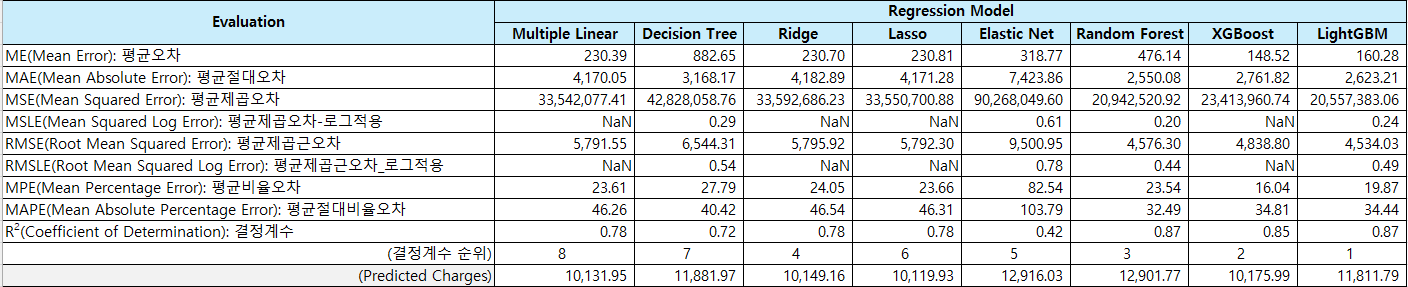 Evaluation Regression Model
Multiple Linear Decision Tree Ridge Lasso Elastic Net Random Forest XGBoost LightGBM
ME(Mean Error): 평균오차 230.39 882.65 230.70 230.81 318.77 476.14 148.52 160.28
MAE(Mean Absolute Error): 평균절대오차 4,170.05 3,168.17 4,182.89 4,171.28 7,423.86 2,550.08 2,761.82 2,623.21
MSE(Mean Squared Error): 평균제곱오차 33,542,077.41 42,828,058.76 33,592,686.23 33,550,700.88 90,268,049.60 20,942,520.92 23,413,960.74 20,557,383.06
MSLE(Mean Squared Log Error): 평균제곱오차-로그적용 NaN 0.29 NaN NaN 0.61 0.20 NaN 0.24
RMSE(Root Mean Squared Error): 평균제곱근오차 5,791.55 6,544.31 5,795.92 5,792.30 9,500.95 4,576.30 4,838.80 4,534.03
RMSLE(Root Mean Squared Log Error): 평균제곱근오차_로그적용 NaN 0.54 NaN NaN 0.78 0.44 NaN 0.49
MPE(Mean Percentage Error): 평균비율오차 23.61 27.79 24.05 23.66 82.54 23.54 16.04 19.87
MAPE(Mean Absolute Percentage Error): 평균절대비율오차 46.26 40.42 46.54 46.31 103.79 32.49 34.81 34.44
R²(Coefficient of Determination): 결정계수 0.78 0.72 0.78 0.78 0.42 0.87 0.85 0.87
(결정계수 순위) 8 7 4 6 5 3 2 1
(Predicted Charges) 10,131.95 11,881.97 10,149.16 10,119.93 12,916.03 12,901.77 10,175.99 11,811.79